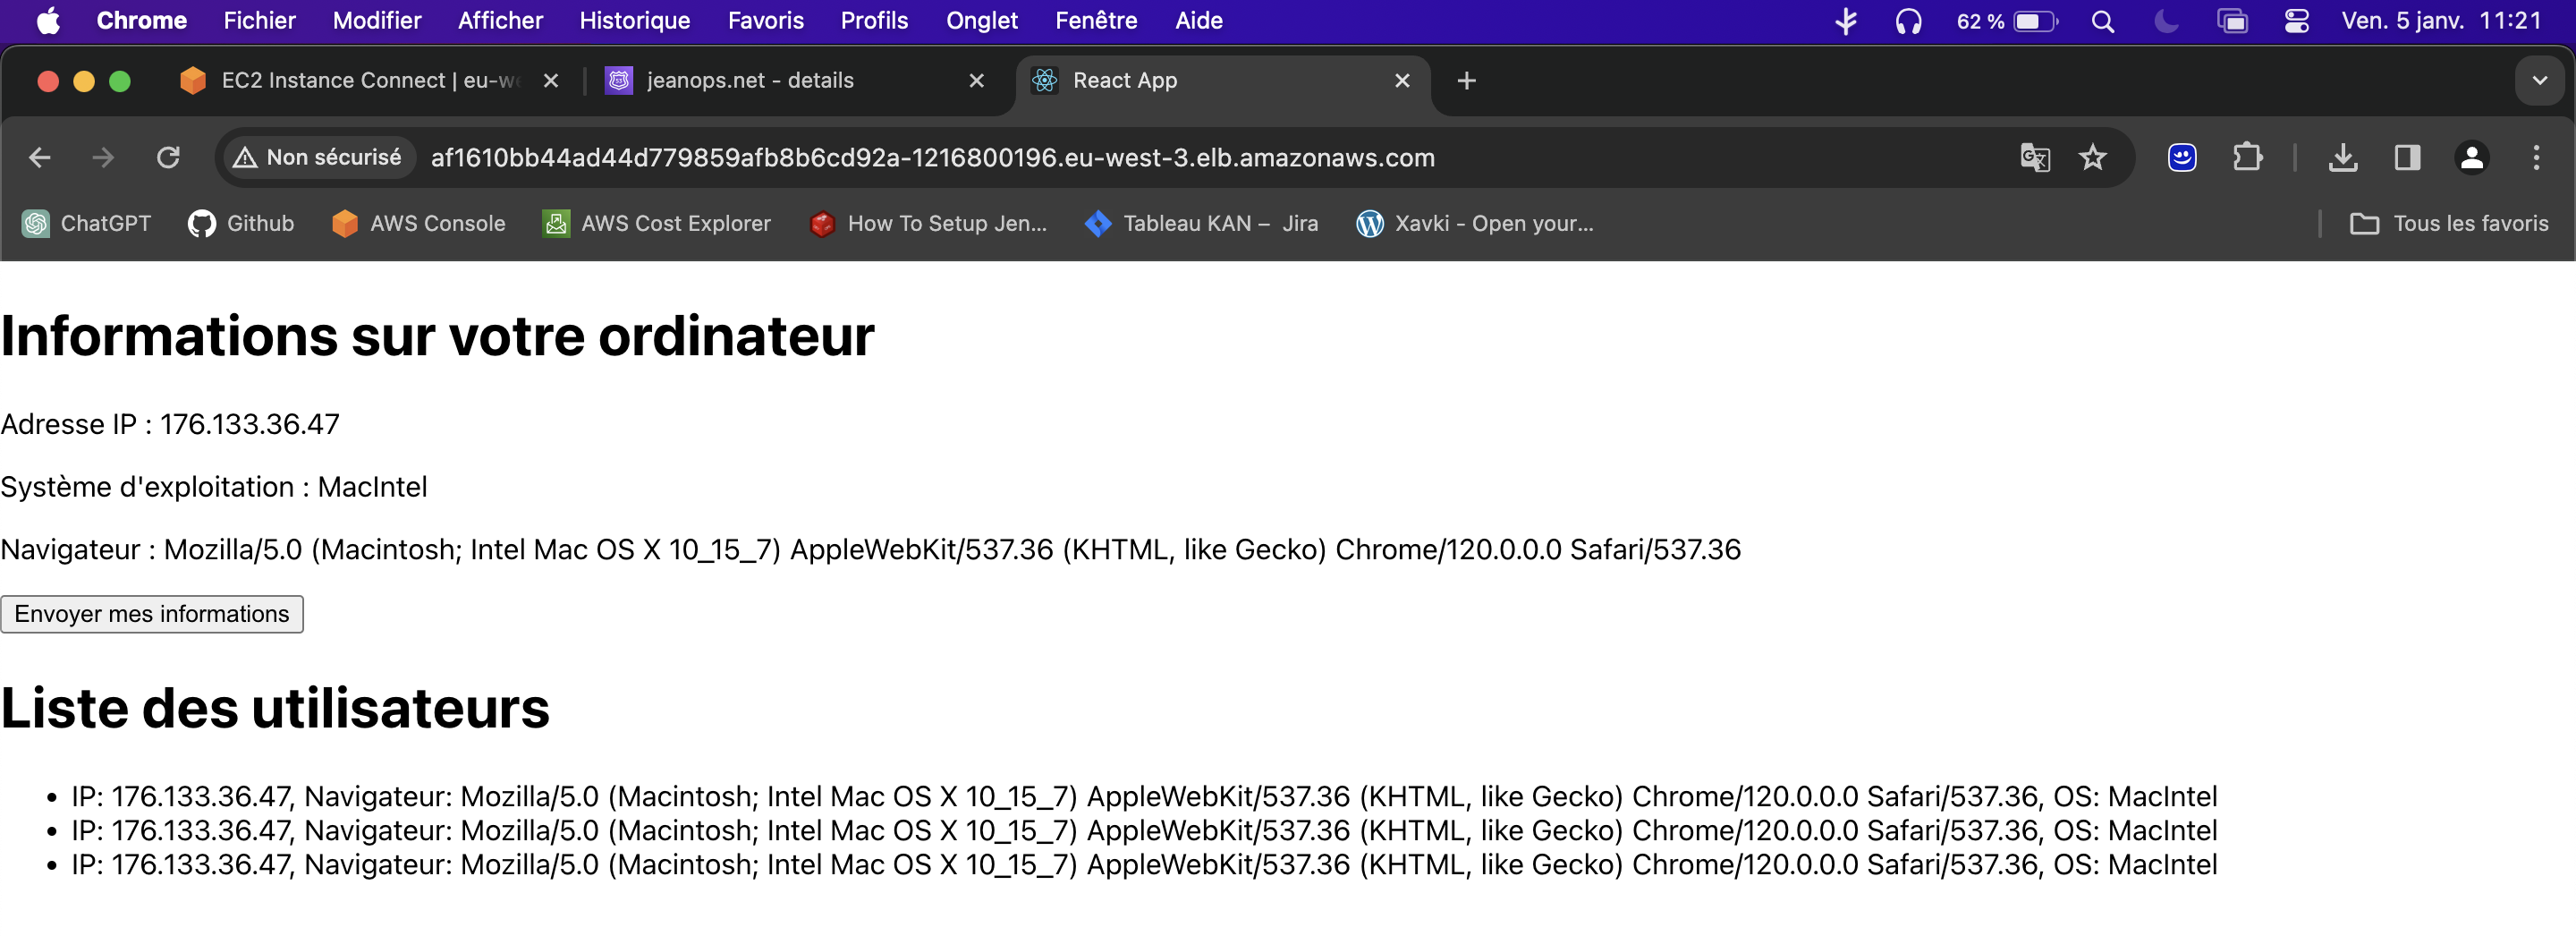 Chrome Fichier Modifier Afficher Historique Favoris Profils Onglet Fenêtre Aide 62 % Ven. 5 janv. 11:21
EC2 Instance Connect | eu-we jeanops.net - details React App
Non sécurisé af1610bb44ad44d779859afb8b6cd92a-1216800196.eu-west-3.elb.amazonaws.com
ChatGPT Github AWS Console AWS Cost Explorer How To Setup Jen... Tableau KAN – Jira Xavki - Open your... Tous les favoris
Informations sur votre ordinateur
Adresse IP : 176.133.36.47
Système d'exploitation : MacIntel
Navigateur : Mozilla/5.0 (Macintosh; Intel Mac OS X 10_15_7) AppleWebKit/537.36 (KHTML, like Gecko) Chrome/120.0.0.0 Safari/537.36
Envoyer mes informations
Liste des utilisateurs
• IP: 176.133.36.47, Navigateur: Mozilla/5.0 (Macintosh; Intel Mac OS X 10_15_7) AppleWebKit/537.36 (KHTML, like Gecko) Chrome/120.0.0.0 Safari/537.36, OS: MacIntel
• IP: 176.133.36.47, Navigateur: Mozilla/5.0 (Macintosh; Intel Mac OS X 10_15_7) AppleWebKit/537.36 (KHTML, like Gecko) Chrome/120.0.0.0 Safari/537.36, OS: MacIntel
• IP: 176.133.36.47, Navigateur: Mozilla/5.0 (Macintosh; Intel Mac OS X 10_15_7) AppleWebKit/537.36 (KHTML, like Gecko) Chrome/120.0.0.0 Safari/537.36, OS: MacIntel